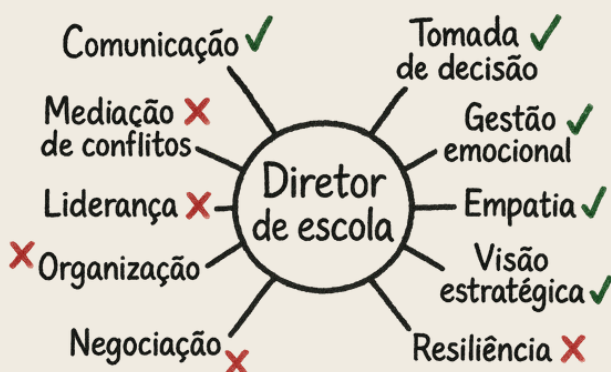 Comunicação ✓
Mediação ✗
de conflitos
Liderança ✗
✗ Organização
Negociação ✗
Diretor
de escola
Tomada ✓
de decisão
Gestão ✓
emocional
Empatia ✓
Visão
estratégica ✓
Resiliência ✗